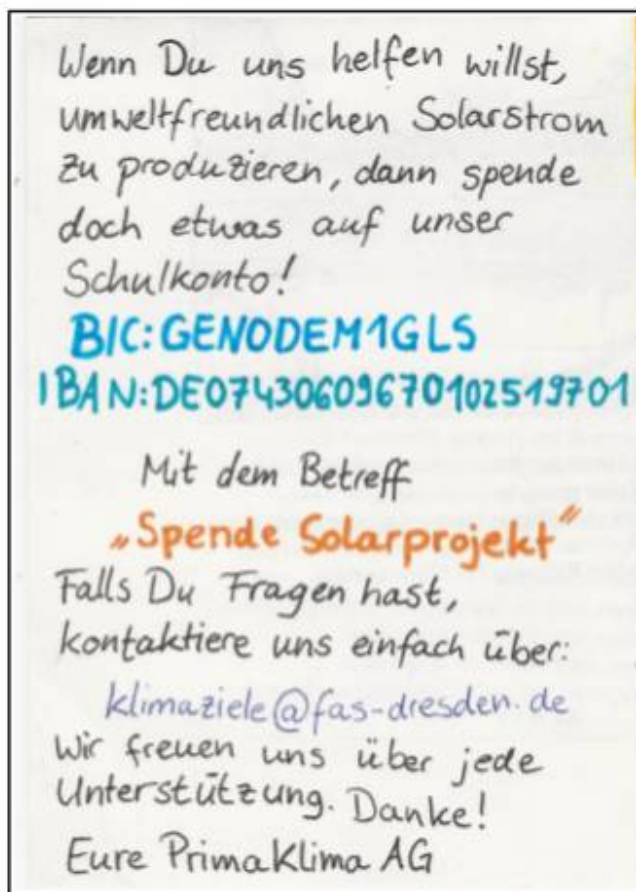 Wenn Du uns helfen willst,
umweltfreundlichen Solarstrom
zu produzieren, dann spende
doch etwas auf unser
Schulkonto!
BIC:GENODEM1GLS
IBAN:DE07430609670102519701
Mit dem Betreff
„Spende Solarprojekt"
Falls Du Fragen hast,
kontaktiere uns einfach über:
klimaziele@fas-dresden.de
Wir freuen uns über jede
Unterstützung. Danke!
Eure PrimaKlima AG